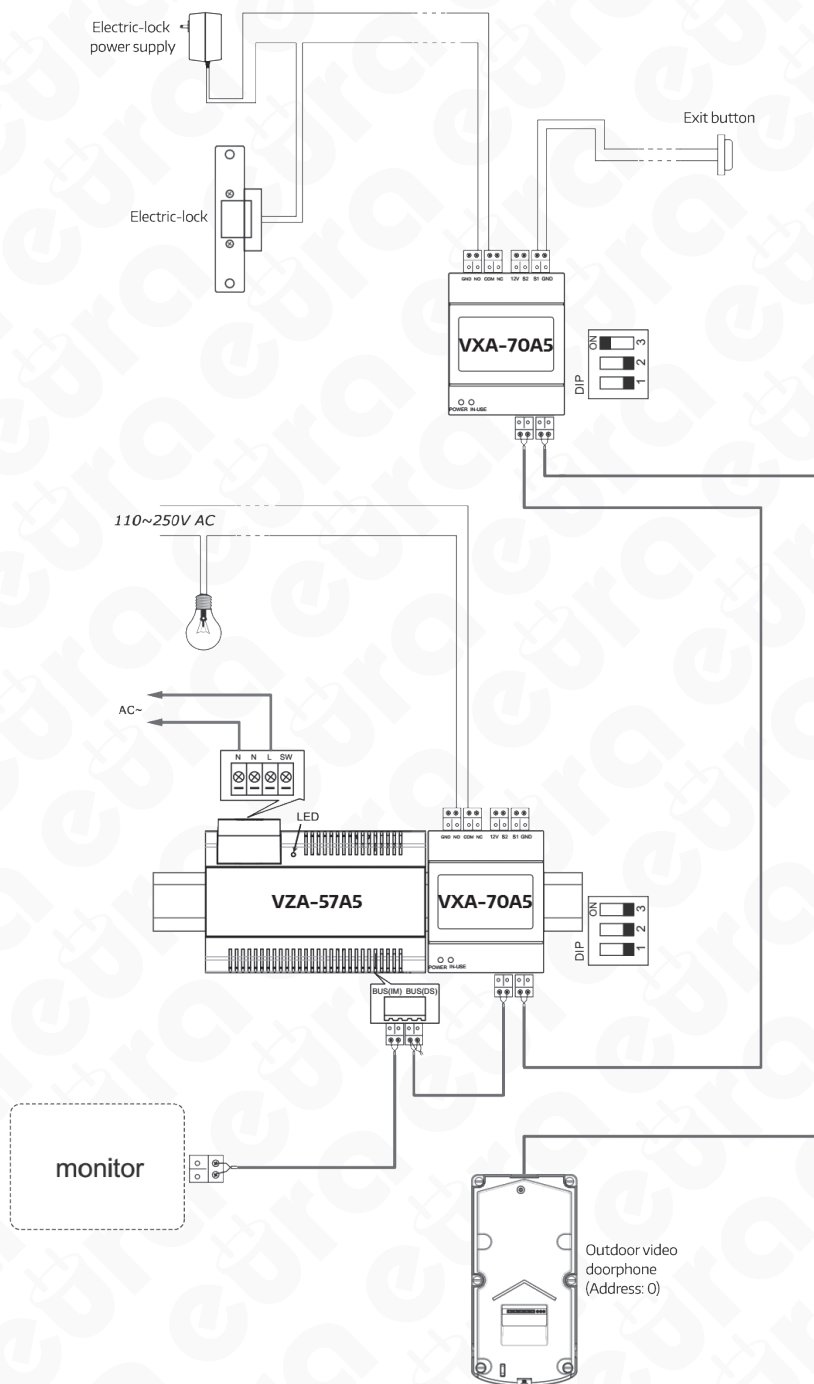 Electric-lock
power supply
Exit button
Electric-lock
GND NO COM NC 12V S2 S1 GND
VXA-70A5
ON
DIP
3
2
1
POWER IN-USE
110~250V AC
AC~
N N L SW
LED
GND NO COM NC 12V S2 S1 GND
VZA-57A5
VXA-70A5
ON
DIP
3
2
1
POWER IN-USE
BUS(IM) BUS(DS)
monitor
Outdoor video
doorphone
(Address: 0)
eura